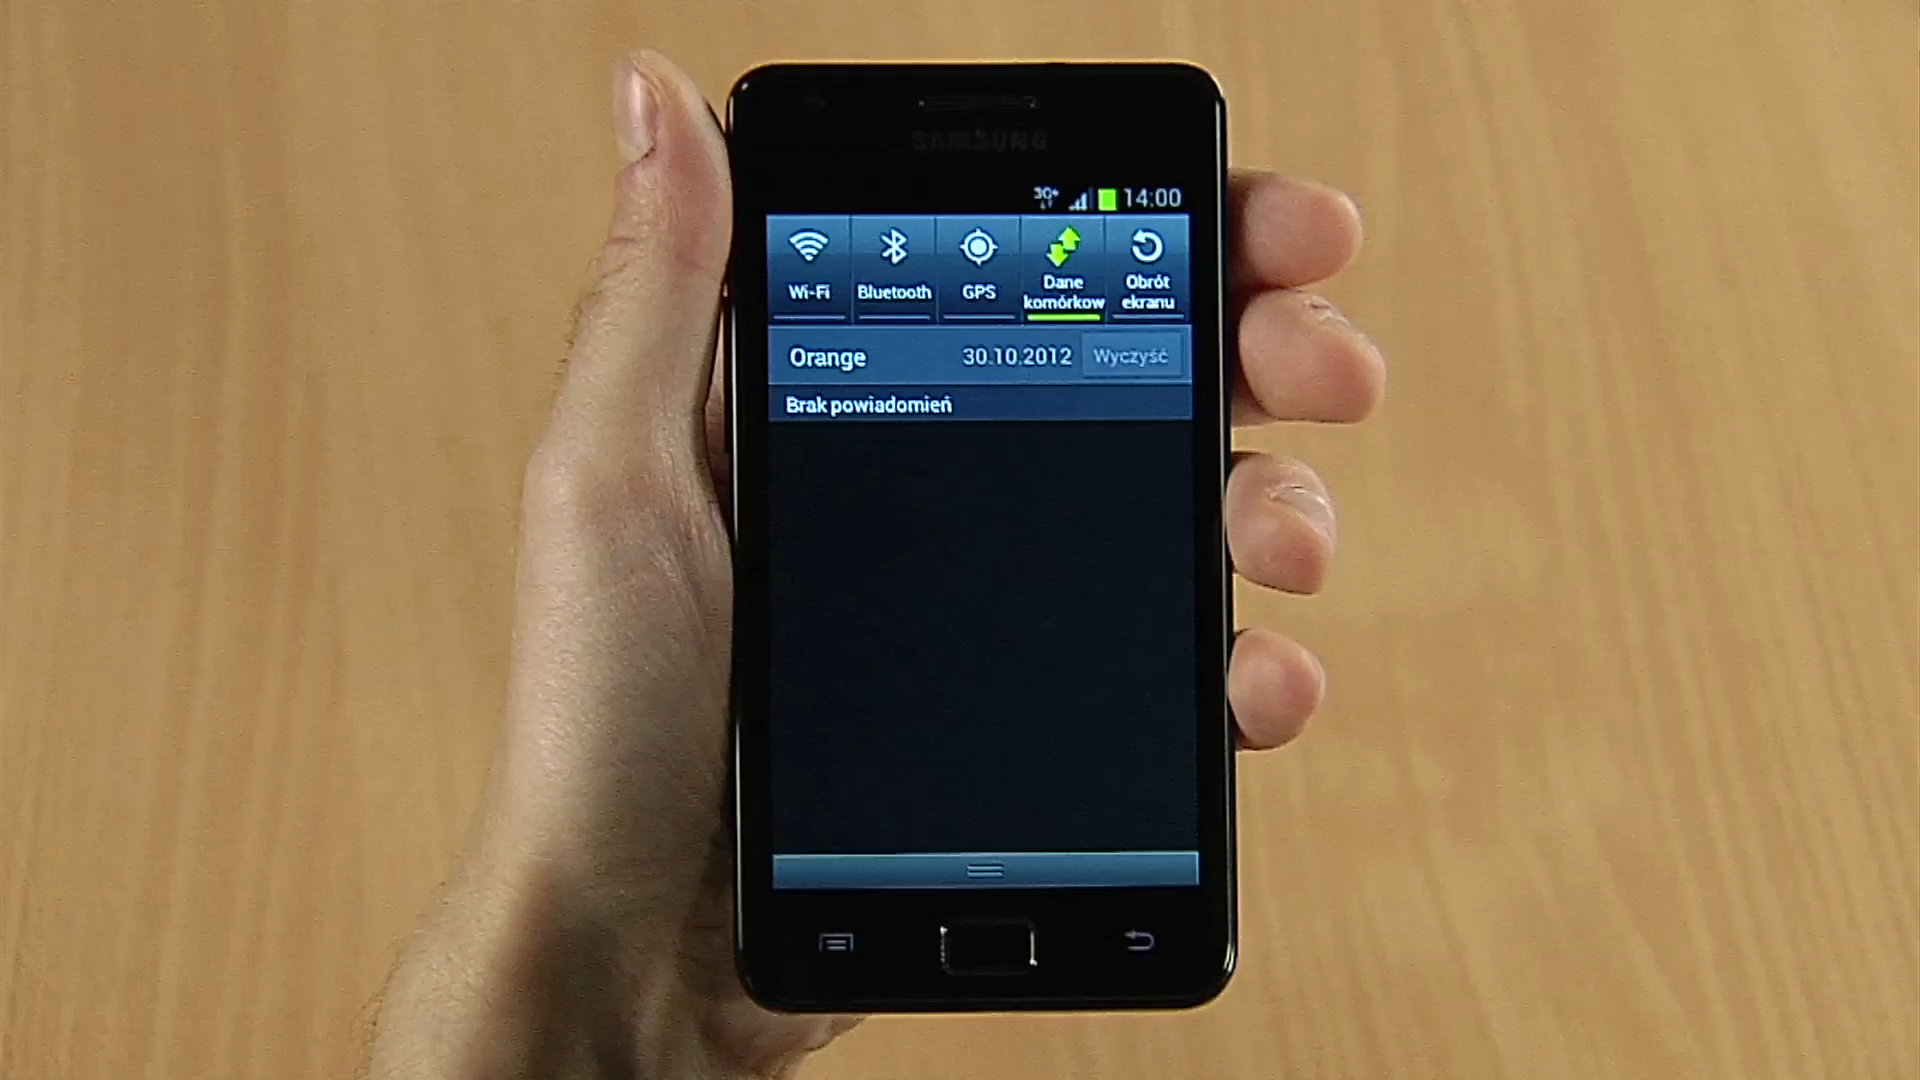 SAMSUNG
3G+ 14:00
Wi-Fi
Bluetooth
GPS
Dane
komórkow
Obrót
ekranu
Orange 30.10.2012 Wyczyść
Brak powiadomień